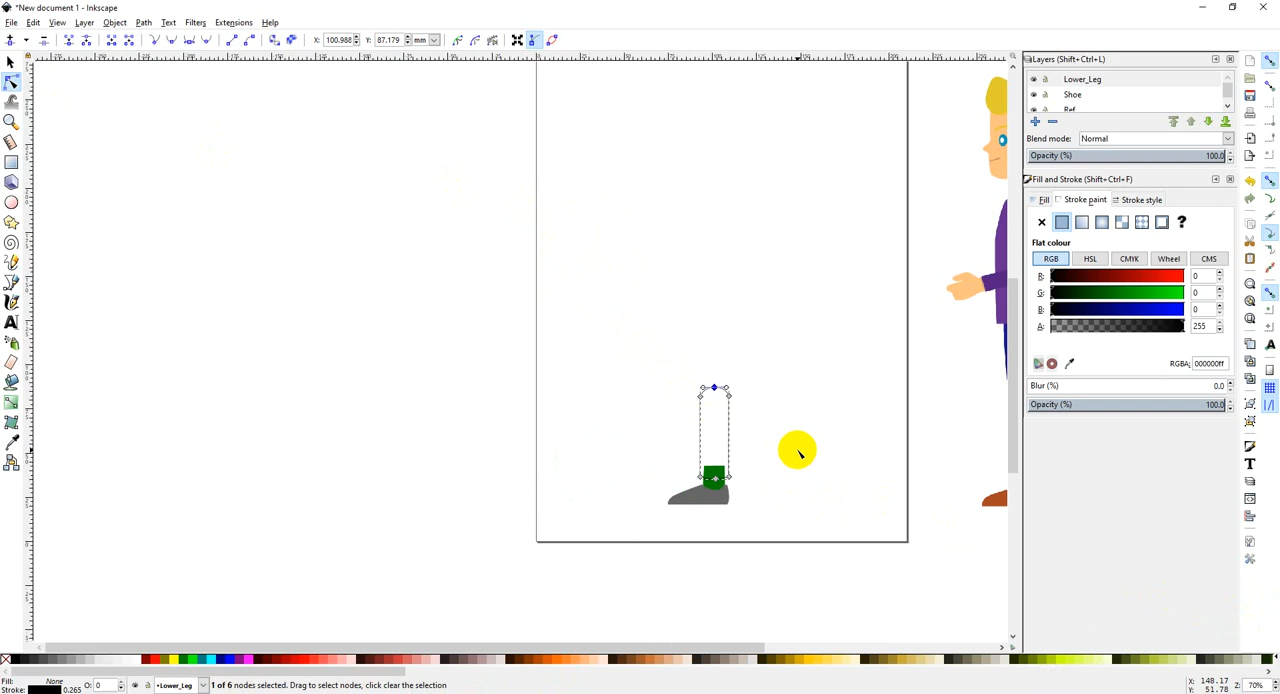 *New document 1 - Inkscape
File Edit View Layer Object Path Text Filters Extensions Help
X: 100.988 Y: 87.179 mm
Layers (Shift+Ctrl+L)
Lower_Leg
Shoe
Ref
Blend mode: Normal
Opacity (%) 100.0
Fill and Stroke (Shift+Ctrl+F)
Fill Stroke paint Stroke style
?
Flat colour
RGB HSL CMYK Wheel CMS
R: 0
G: 0
B: 0
A: 255
RGBA: 000000ff
Blur (%) 0.0
Opacity (%) 100.0
Fill: None
Stroke: 0.265 O: 0 •Lower_Leg 1 of 6 nodes selected. Drag to select nodes, click clear the selection
X: 148.17
Y: 51.78 Z: 70%